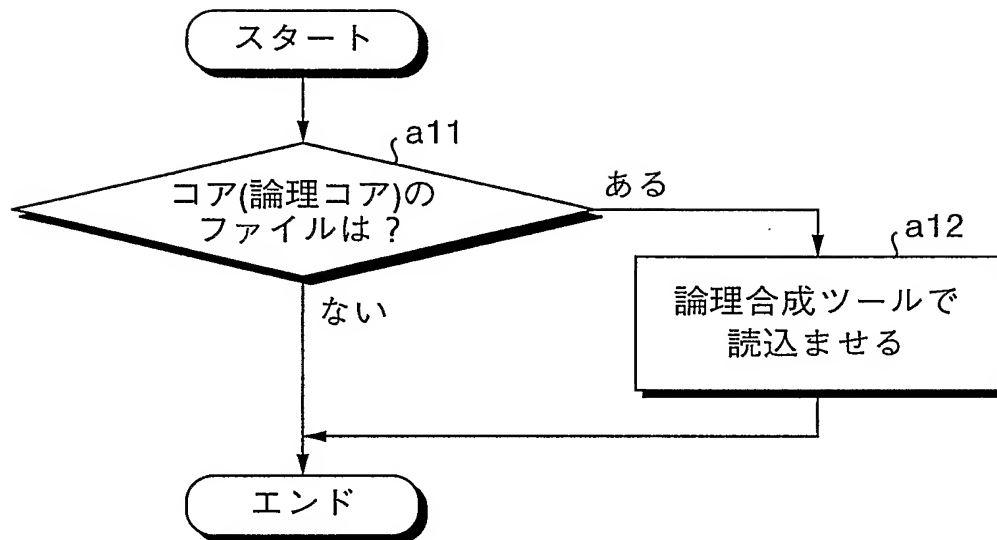 スタート
a11
コア(論理コア)の
ファイルは？
ある
a12
論理合成ツールで
読込ませる
ない
エンド